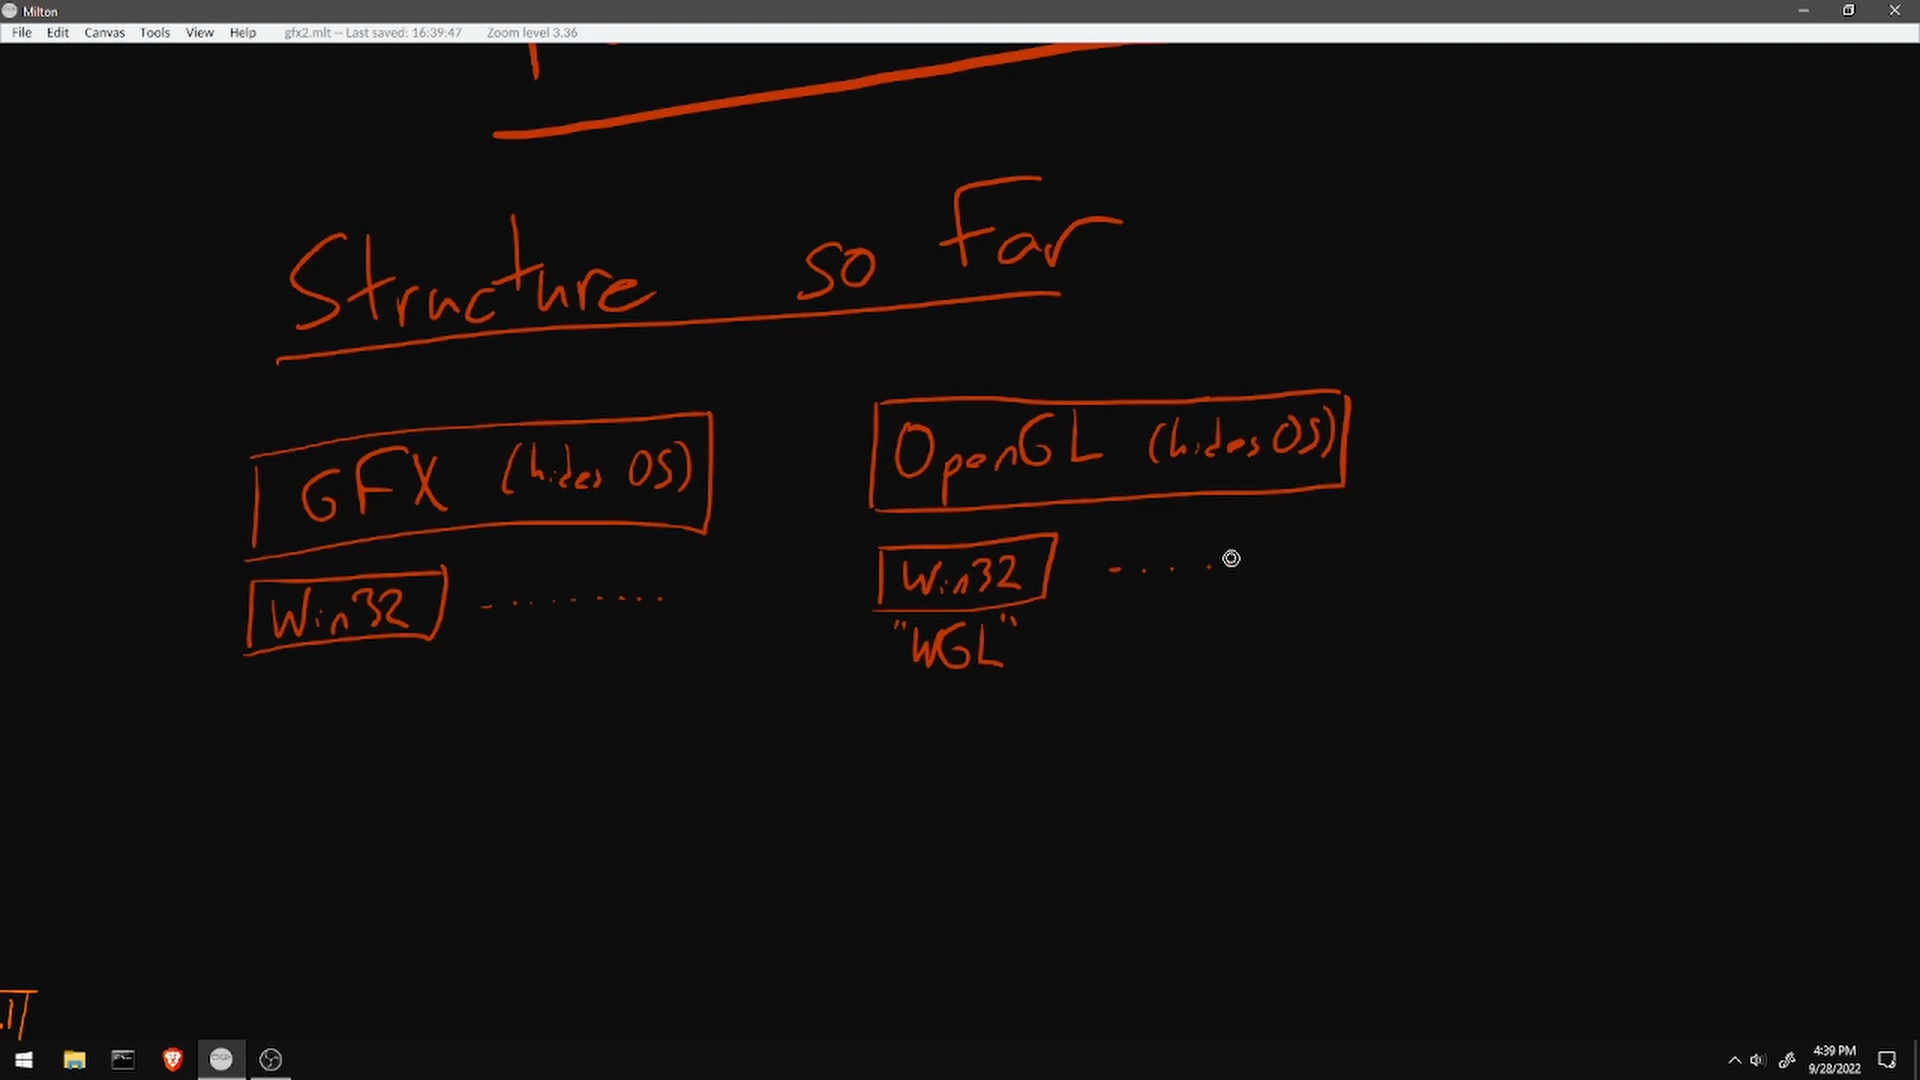 Milton
File Edit Canvas Tools View Help gfx2.mlt -- Last saved: 16:39:47 Zoom level 3.36
Structure so Far
GFX (hides OS)
OpenGL (hides OS)
Win32 .........
Win32 - . . . .
"WGL"
4:39 PM
9/28/2022